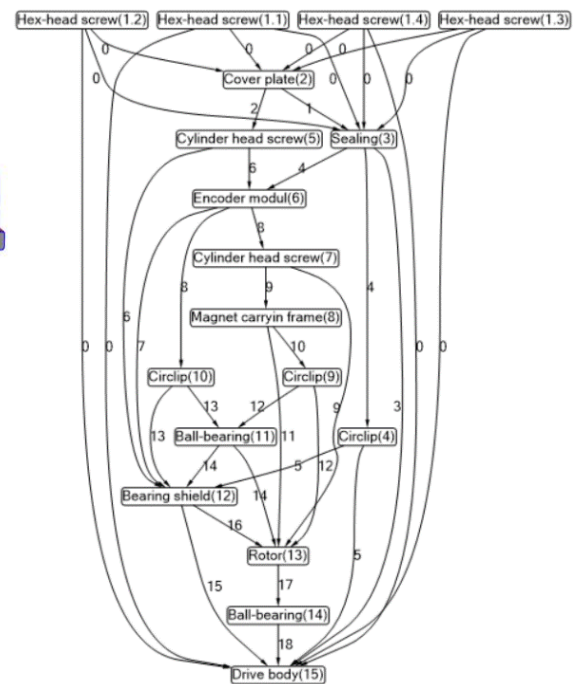 Hex-head screw(1.2) Hex-head screw(1.1) Hex-head screw(1.4) Hex-head screw(1.3)
0 0 0
Cover plate(2)
0 0 0 0
2 1
Cylinder head screw(5) Sealing(3)
6 4
Encoder modul(6)
8
Cylinder head screw(7)
8 9 4
Magnet carryin frame(8)
6
0 0 7 10 0 0
Circlip(10) Circlip(9)
13 12 9 3
13 Ball-bearing(11) 11 Circlip(4)
14 5 12
Bearing shield(12) 14
16
Rotor(13) 5
15 17
Ball-bearing(14)
18
Drive body(15)